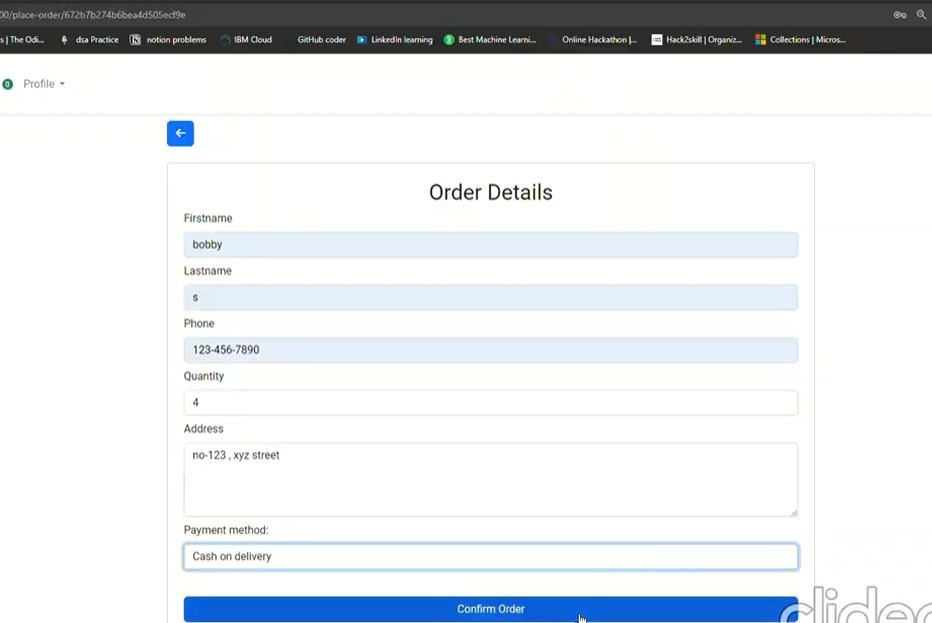 00/place-order/672b7b274b6bea4d505ecf9e
s | The Odi... dsa Practice notion problems IBM Cloud GitHub coder LinkedIn learning Best Machine Learni... Online Hackathon |... Hack2skill | Organiz... Collections | Micros...
0 Profile
Order Details
Firstname
bobby
Lastname
s
Phone
123-456-7890
Quantity
4
Address
no-123 , xyz street
Payment method:
Cash on delivery
Confirm Order